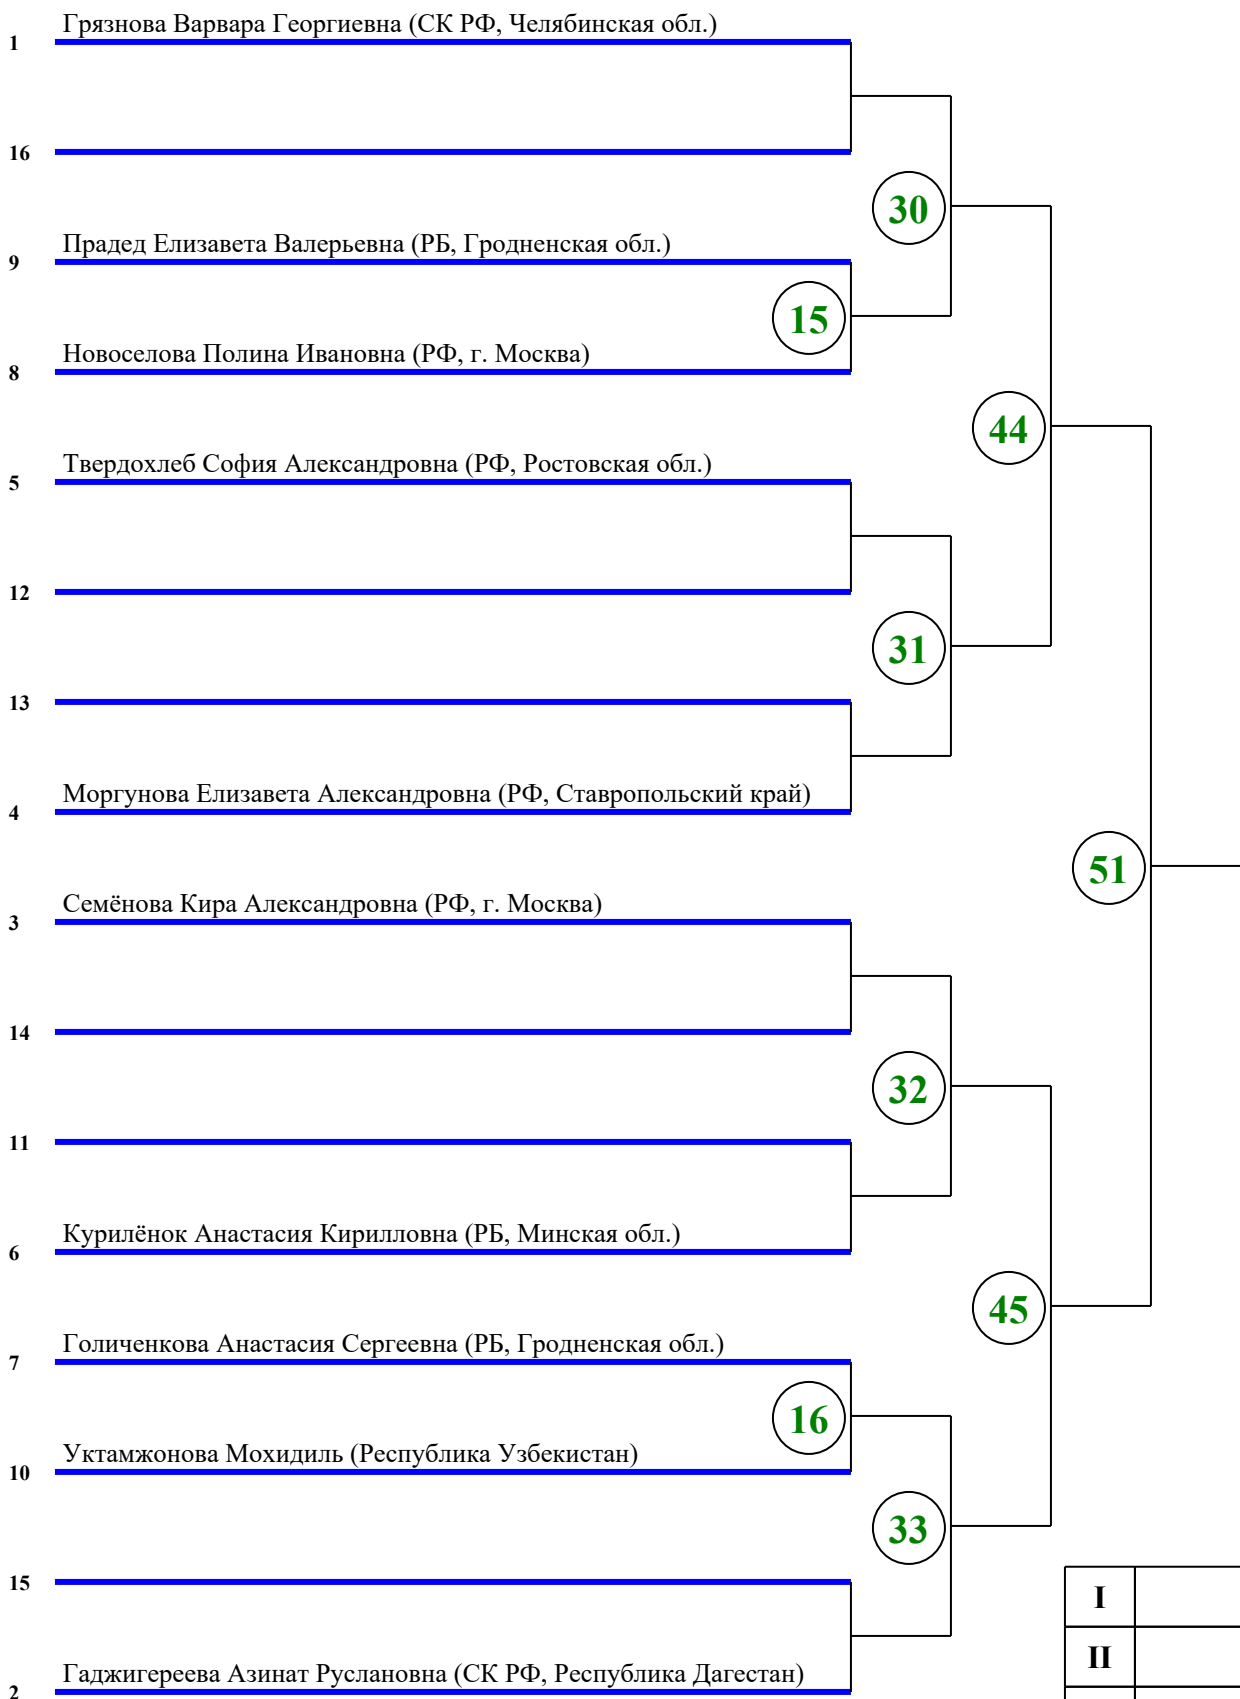 Грязнова Варвара Георгиевна (СК РФ, Челябинская обл.)
1
16
30
Прадед Елизавета Валерьевна (РБ, Гродненская обл.)
9
15
Новоселова Полина Ивановна (РФ, г. Москва)
8
44
Твердохлеб София Александровна (РФ, Ростовская обл.)
5
12
31
13
Моргунова Елизавета Александровна (РФ, Ставропольский край)
4
51
Семёнова Кира Александровна (РФ, г. Москва)
3
14
32
11
Курилёнок Анастасия Кирилловна (РБ, Минская обл.)
6
45
Голиченкова Анастасия Сергеевна (РБ, Гродненская обл.)
7
16
Уктамжонова Мохидиль (Республика Узбекистан)
10
33
15
I
II
Гаджигереева Азинат Руслановна (СК РФ, Республика Дагестан)
2